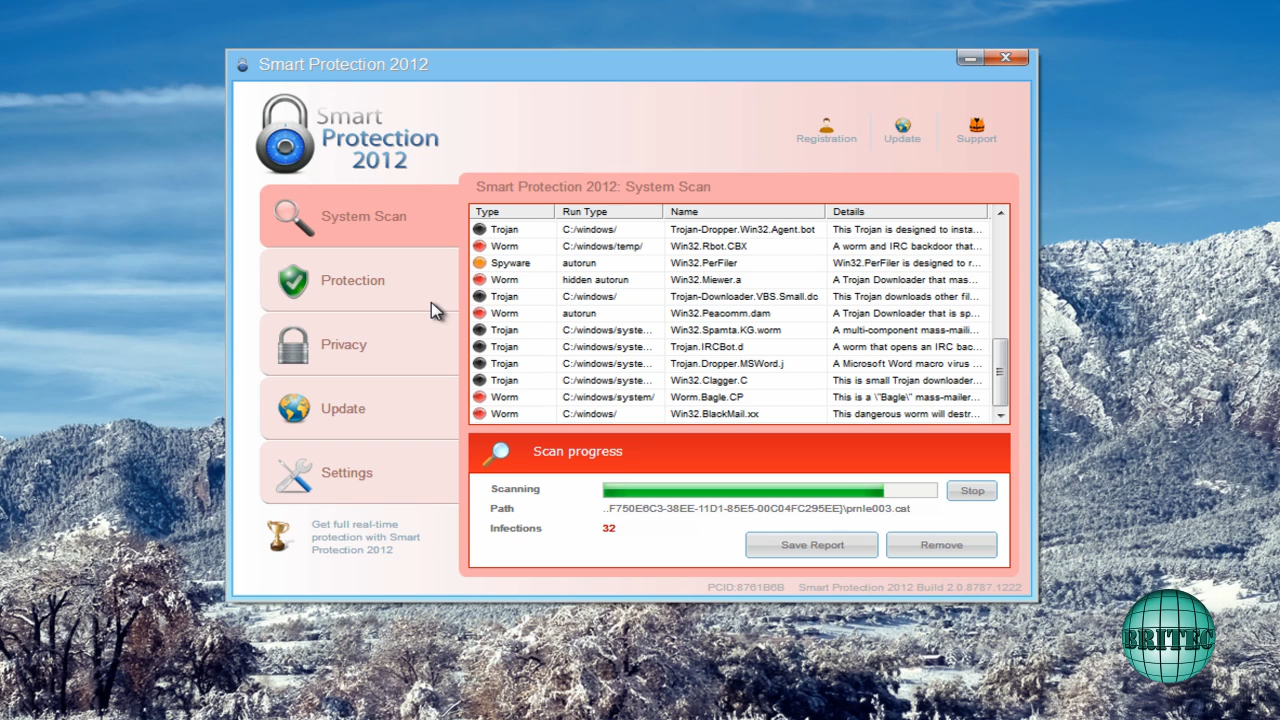 Smart Protection 2012
Smart
Protection
2012
Registration
Update
Support
System Scan
Protection
Privacy
Update
Settings
Get full real-time
protection with Smart
Protection 2012
Smart Protection 2012: System Scan
Type Run Type Name Details
Trojan C:/windows/ Trojan-Dropper.Win32.Agent.bot This Trojan is designed to insta...
Worm C:/windows/temp/ Win32.Rbot.CBX A worm and IRC backdoor that...
Spyware autorun Win32.PerFiler Win32.PerFiler is designed to r...
Worm hidden autorun Win32.Miewer.a A Trojan Downloader that mas...
Trojan C:/windows/ Trojan-Downloader.VBS.Small.dc This Trojan downloads other fil...
Worm autorun Win32.Peacomm.dam A Trojan Downloader that is sp...
Trojan C:/windows/syste... Win32.Spamta.KG.worm A multi-component mass-maili...
Trojan C:/windows/syste... Trojan.IRCBot.d A worm that opens an IRC bac...
Trojan C:/windows/syste... Trojan.Dropper.MSWord.j A Microsoft Word macro virus ...
Trojan C:/windows/syste... Win32.Clagger.C This is small Trojan downloader...
Worm C:/windows/system/ Worm.Bagle.CP This is a \"Bagle\" mass-mailer...
Worm C:/windows/ Win32.BlackMail.xx This dangerous worm will destr...
Scan progress
Scanning
Stop
Path ..F750E6C3-38EE-11D1-85E5-00C04FC295EE}\prnle003.cat
Infections 32
Save Report
Remove
PCID:8761B6B Smart Protection 2012 Build 2.0.8787.1222
BRITEC